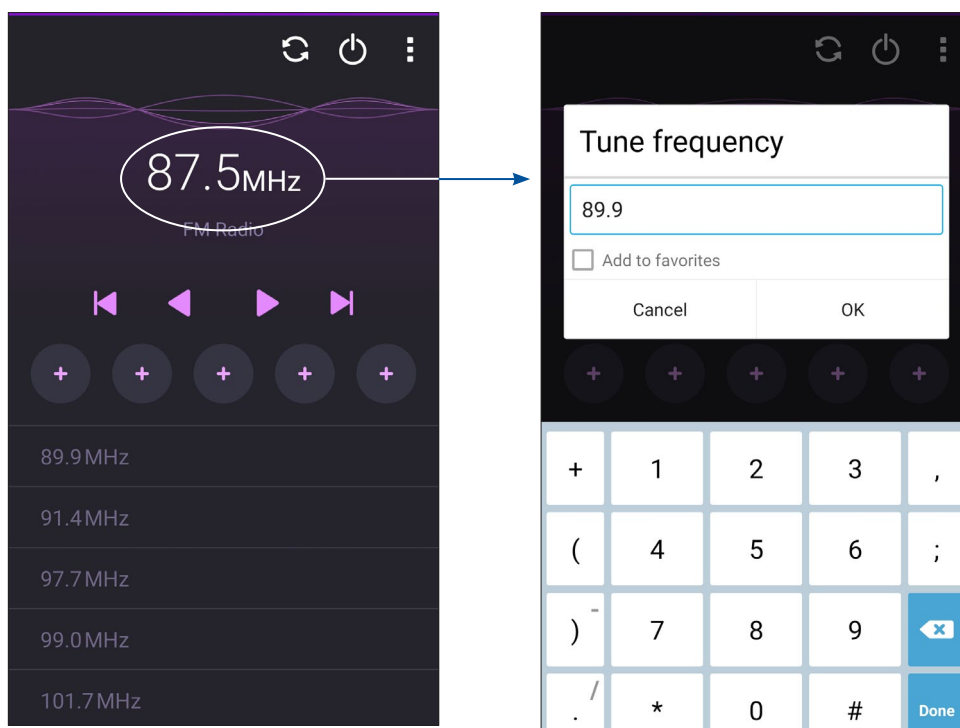 87.5MHz
FM Radio
+ + + + +
89.9MHz
91.4MHz
97.7MHz
99.0MHz
101.7MHz
Tune frequency
89.9
Add to favorites
Cancel OK
+ + + + +
+ 1 2 3 ,
( 4 5 6 ;
) - 7 8 9
. / * 0 # Done